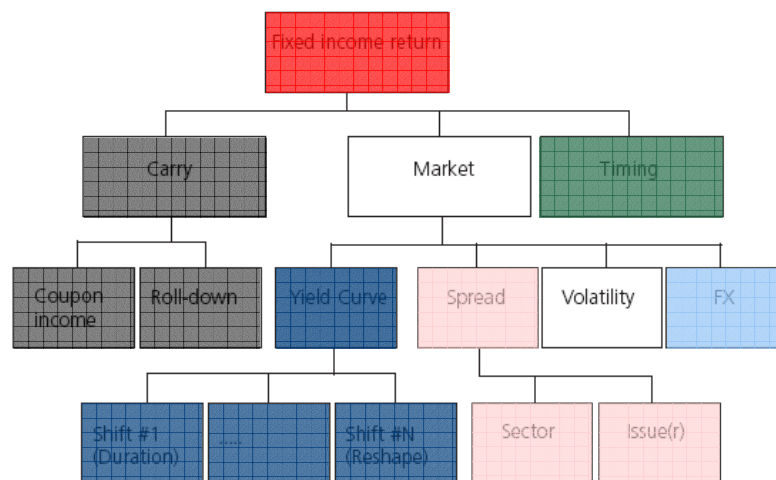 Fixed income return
Carry
Market
Timing
Coupon
income
Roll-down
Yield Curve
Spread
Volatility
FX
Shift #1
(Duration)
.....
Shift #N
(Reshape)
Sector
Issue(r)